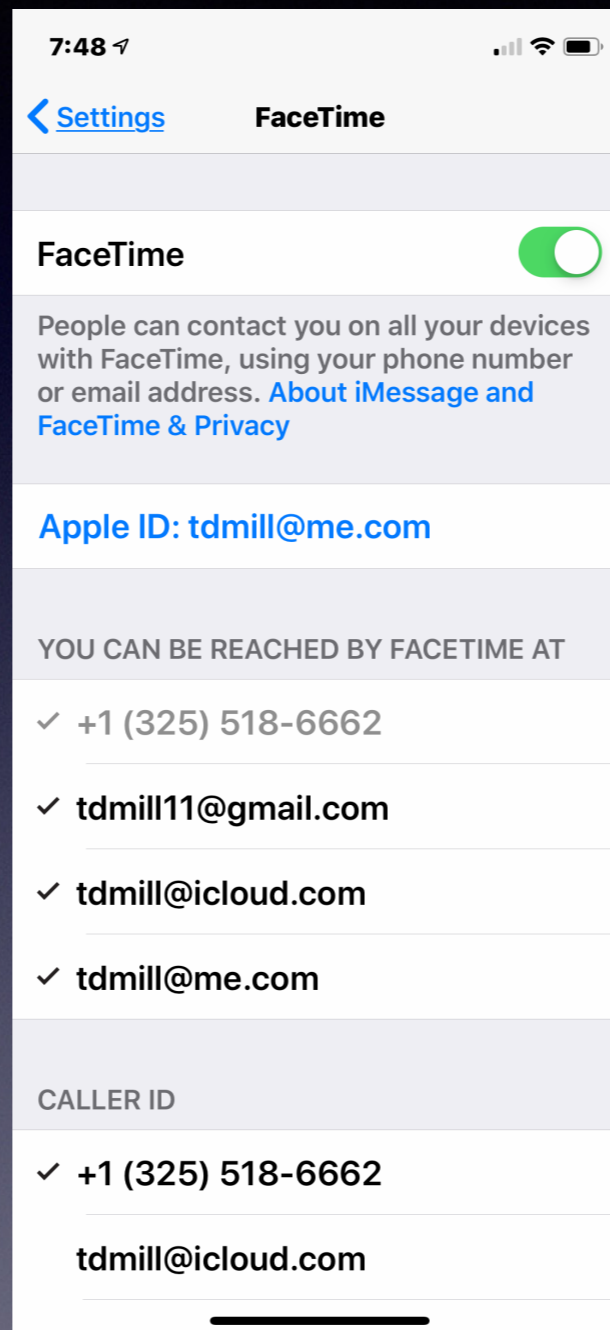 7:48
Settings
FaceTime
FaceTime
People can contact you on all your devices
with FaceTime, using your phone number
or email address. About iMessage and
FaceTime & Privacy
Apple ID: tdmill@me.com
YOU CAN BE REACHED BY FACETIME AT
+1 (325) 518-6662
tdmill11@gmail.com
tdmill@icloud.com
tdmill@me.com
CALLER ID
+1 (325) 518-6662
tdmill@icloud.com